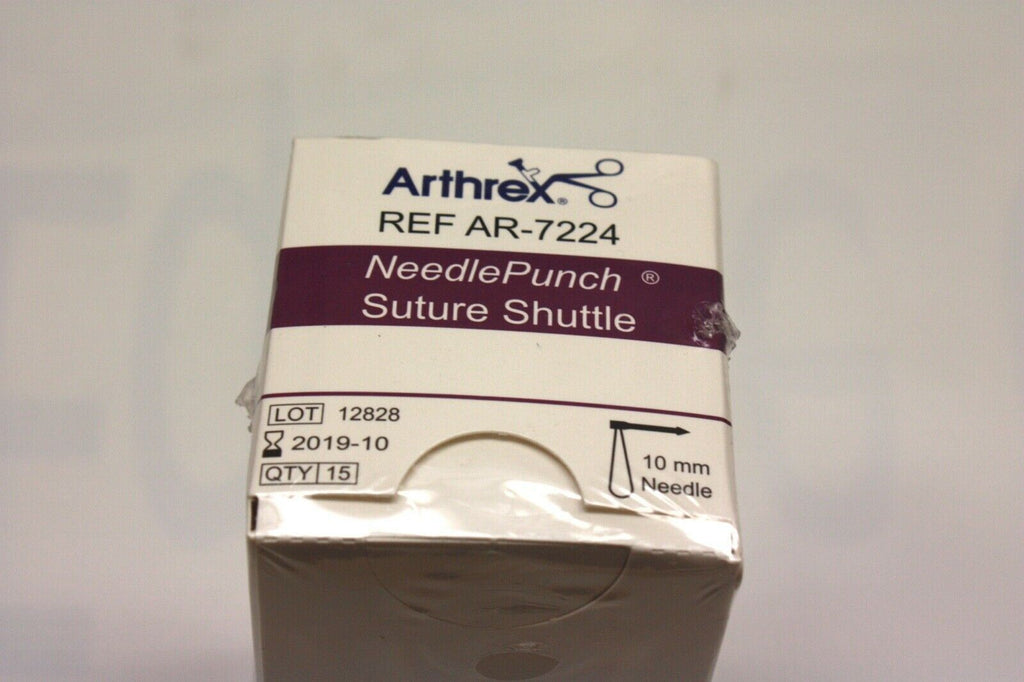 Arthrex®
REF AR-7224
NeedlePunch ®
Suture Shuttle
LOT 12828
2019-10
QTY 15
10 mm
Needle